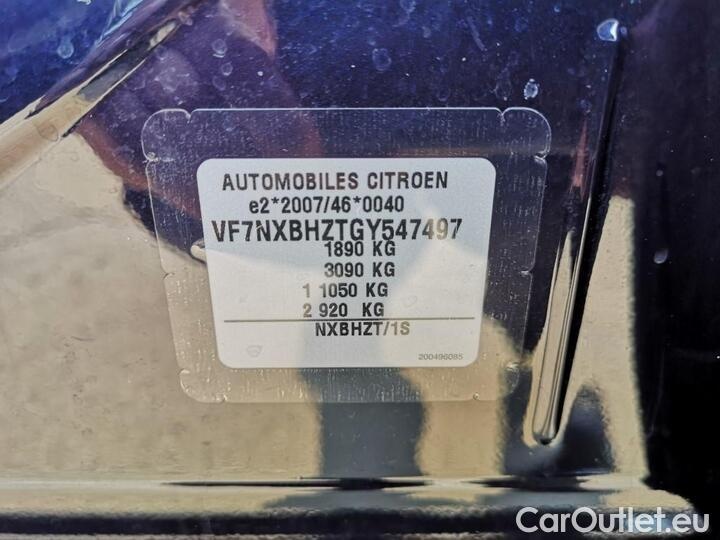 AUTOMOBILES CITROEN
e2*2007/46*0040
VF7NXBHZTGY547497
1890 KG
3090 KG
1 1050 KG
2 920 KG
NXBHZT/1S
200496085
CarOutlet.eu